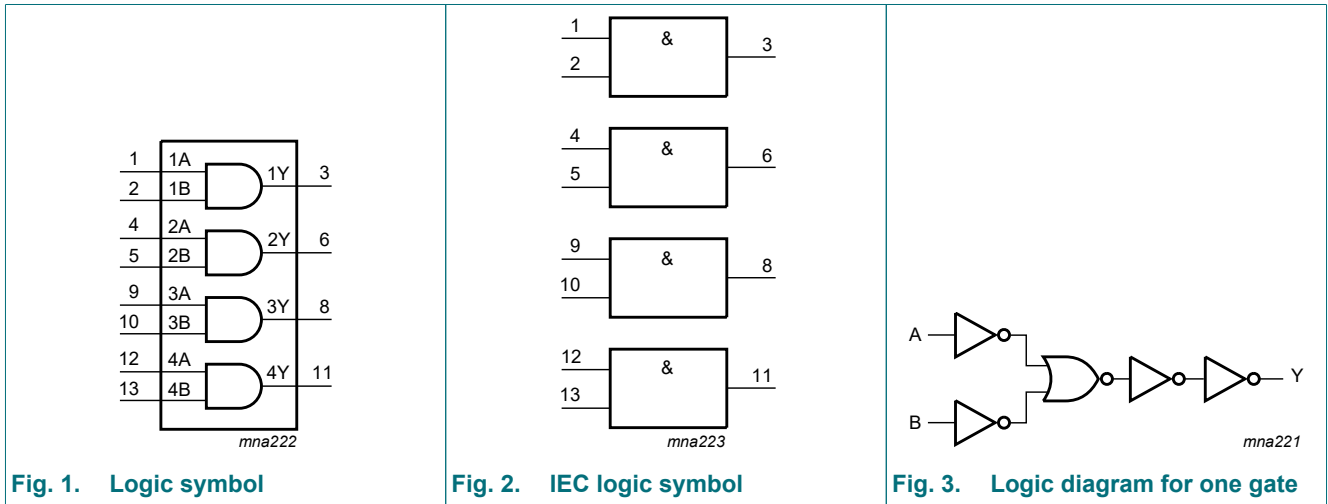 1 1A 1Y 3
2 1B
4 2A 2Y 6
5 2B
9 3A 3Y 8
10 3B
12 4A 4Y 11
13 4B
mna222
Fig. 1. Logic symbol
1 & 3
2
4 & 6
5
9 & 8
10
12 & 11
13
mna223
Fig. 2. IEC logic symbol
A
Y
B
mna221
Fig. 3. Logic diagram for one gate